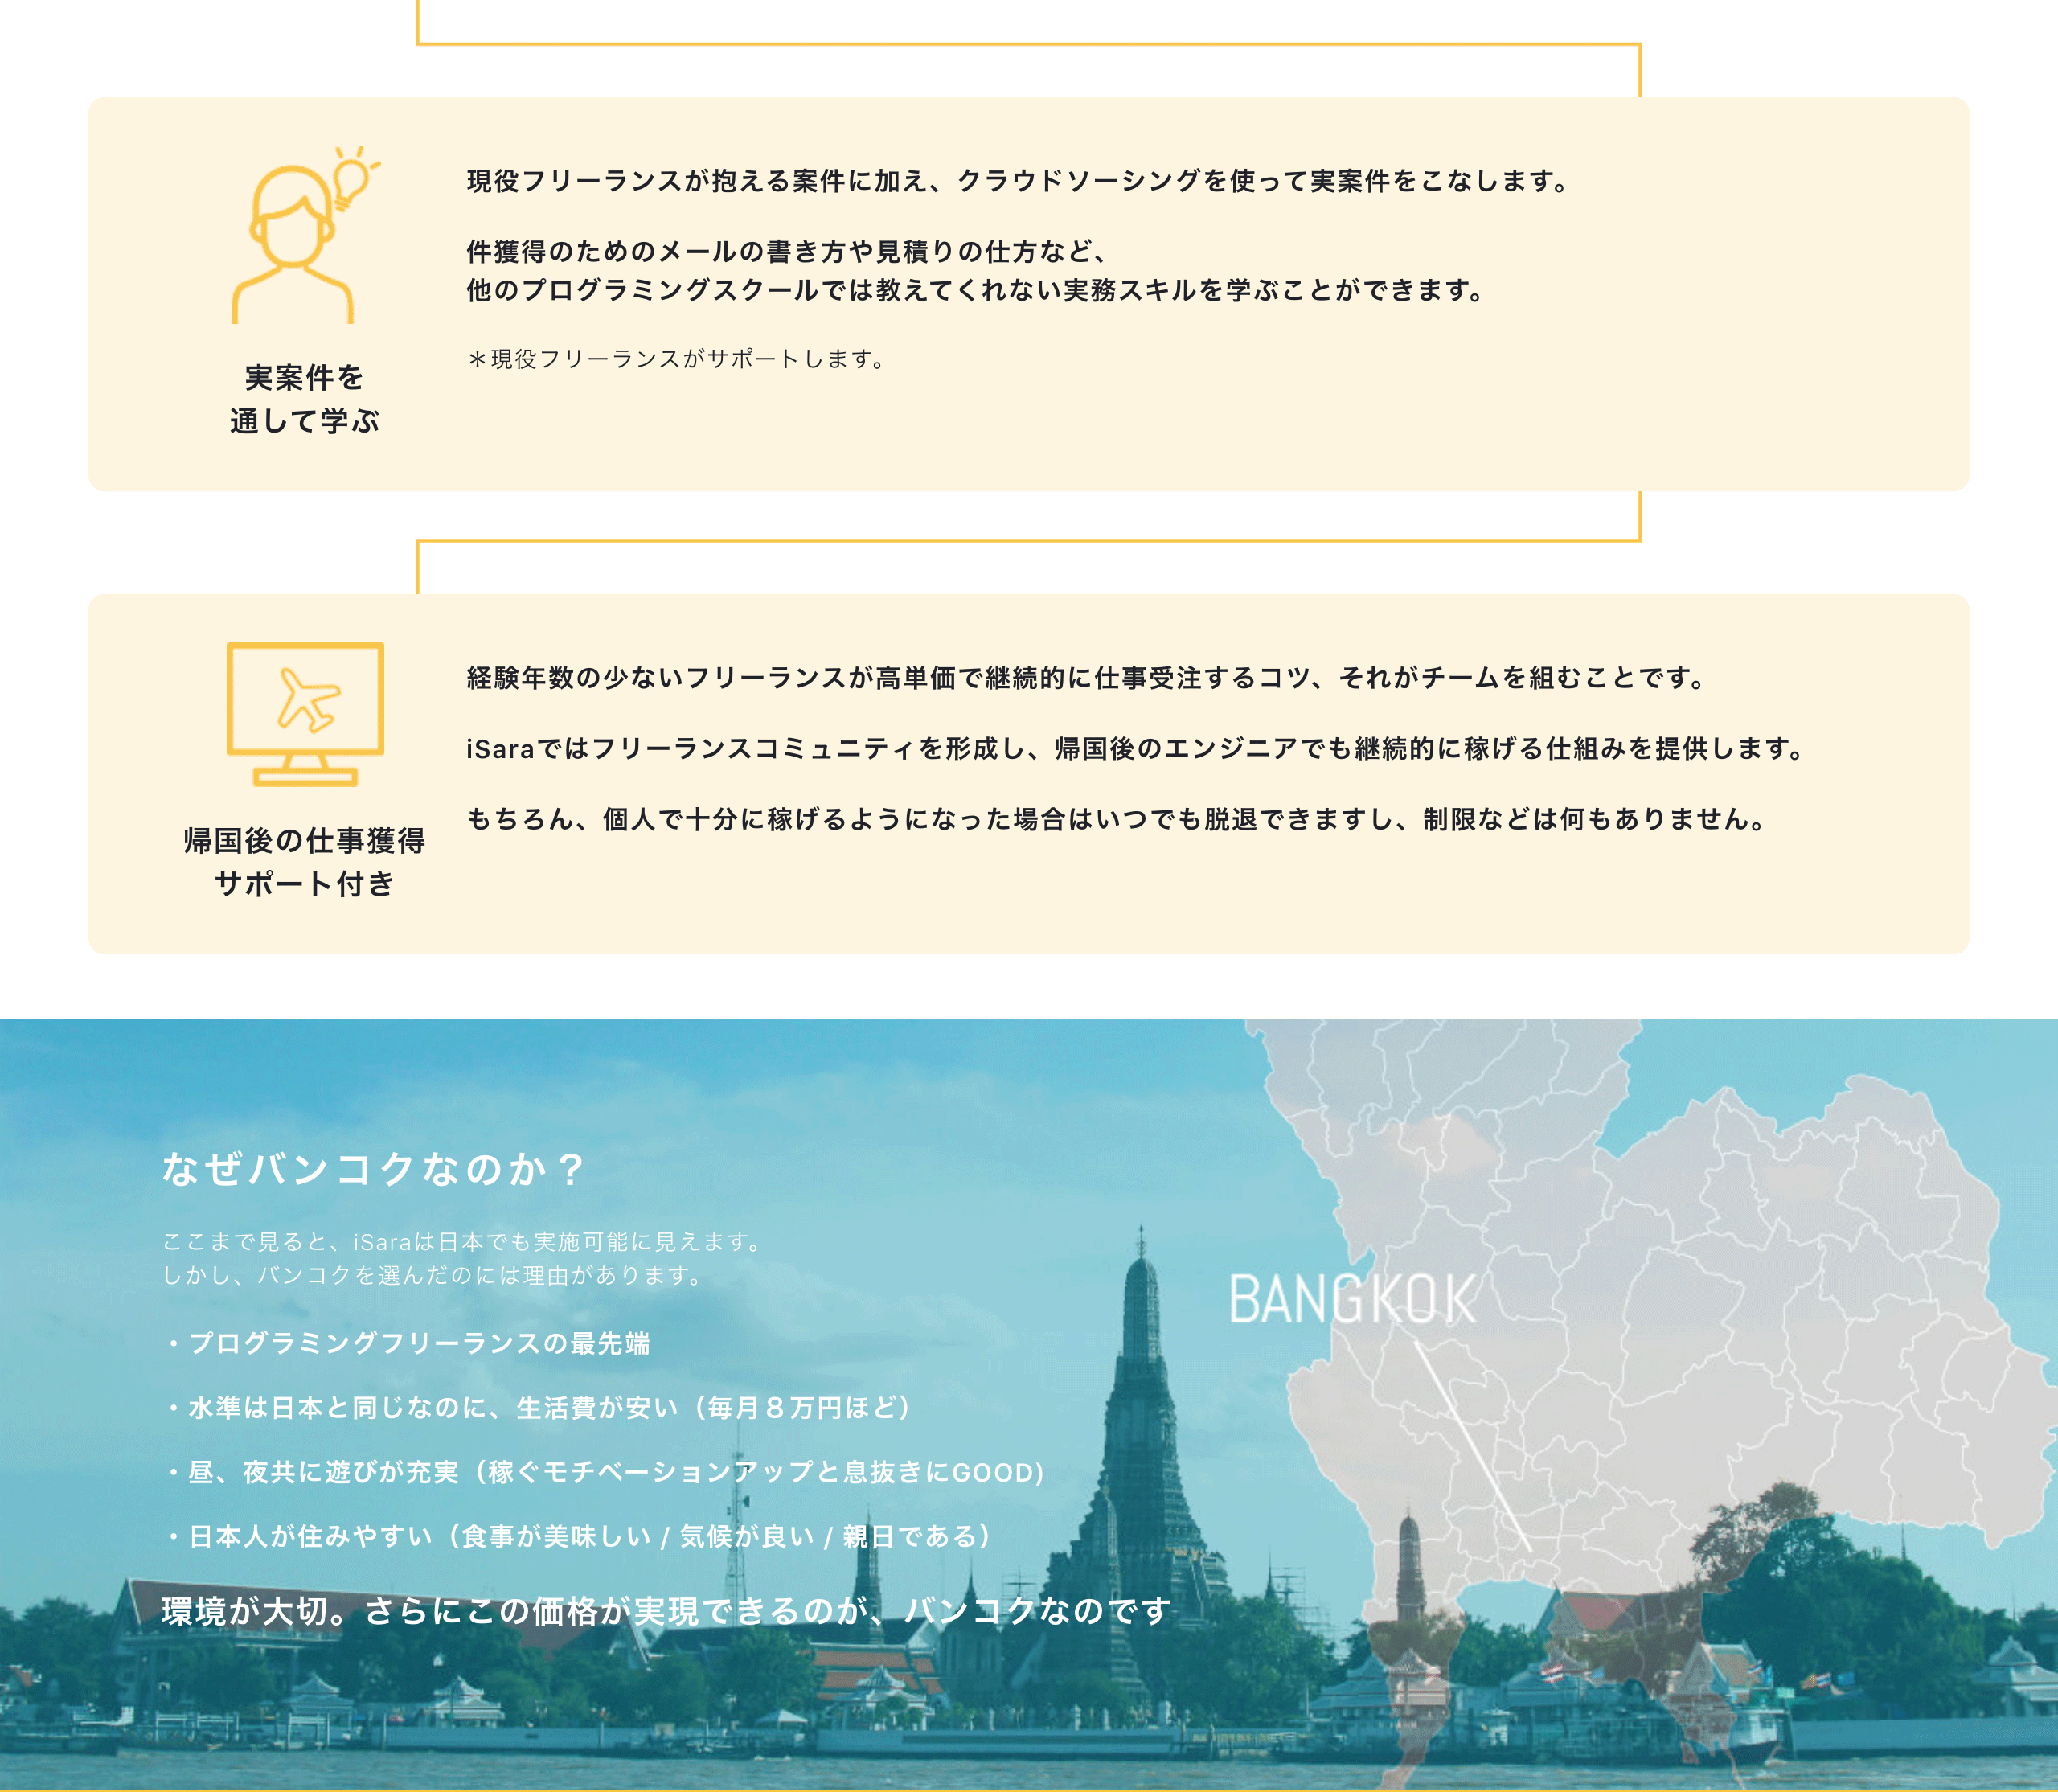 現役フリーランスが抱える案件に加え、クラウドソーシングを使って実案件をこなします。
件獲得のためのメールの書き方や見積りの仕方など、
他のプログラミングスクールでは教えてくれない実務スキルを学ぶことができます。
＊現役フリーランスがサポートします。
実案件を
通して学ぶ
経験年数の少ないフリーランスが高単価で継続的に仕事受注するコツ、それがチームを組むことです。
iSaraではフリーランスコミュニティを形成し、帰国後のエンジニアでも継続的に稼げる仕組みを提供します。
もちろん、個人で十分に稼げるようになった場合はいつでも脱退できますし、制限などは何もありません。
帰国後の仕事獲得
サポート付き
なぜバンコクなのか？
ここまで見ると、iSaraは日本でも実施可能に見えます。
しかし、バンコクを選んだのには理由があります。
・プログラミングフリーランスの最先端
・水準は日本と同じなのに、生活費が安い（毎月８万円ほど）
・昼、夜共に遊びが充実（稼ぐモチベーションアップと息抜きにGOOD)
・日本人が住みやすい（食事が美味しい / 気候が良い / 親日である）
環境が大切。さらにこの価格が実現できるのが、バンコクなのです
BANGKOK